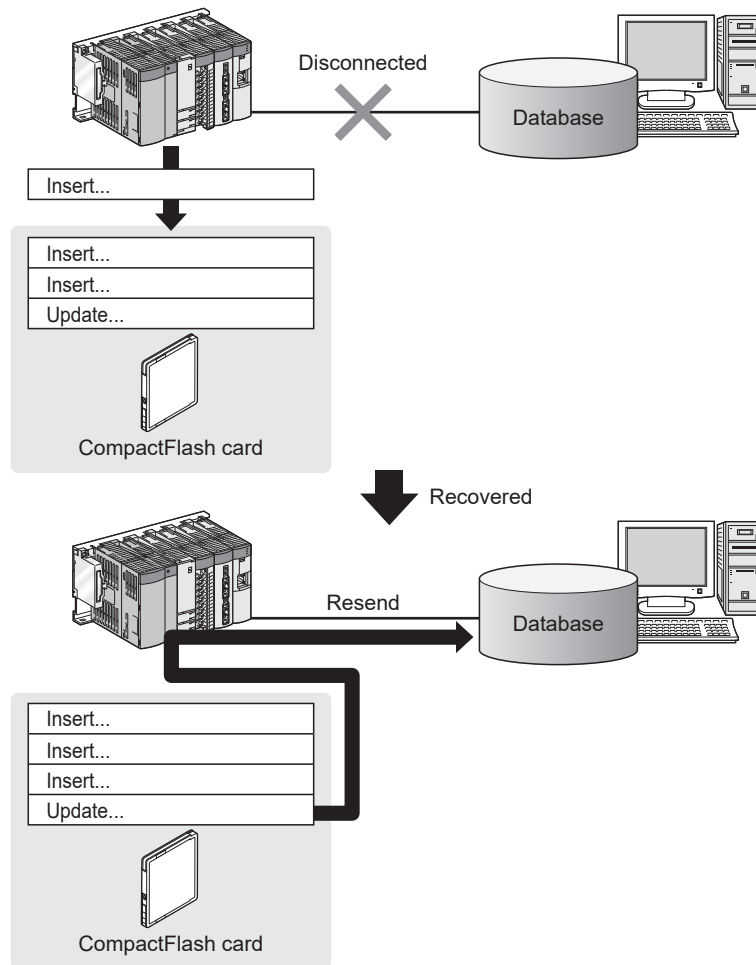 Disconnected
Database
Insert...
Insert...
Insert...
Update...
CompactFlash card
Recovered
Resend
Database
Insert...
Insert...
Insert...
Update...
CompactFlash card